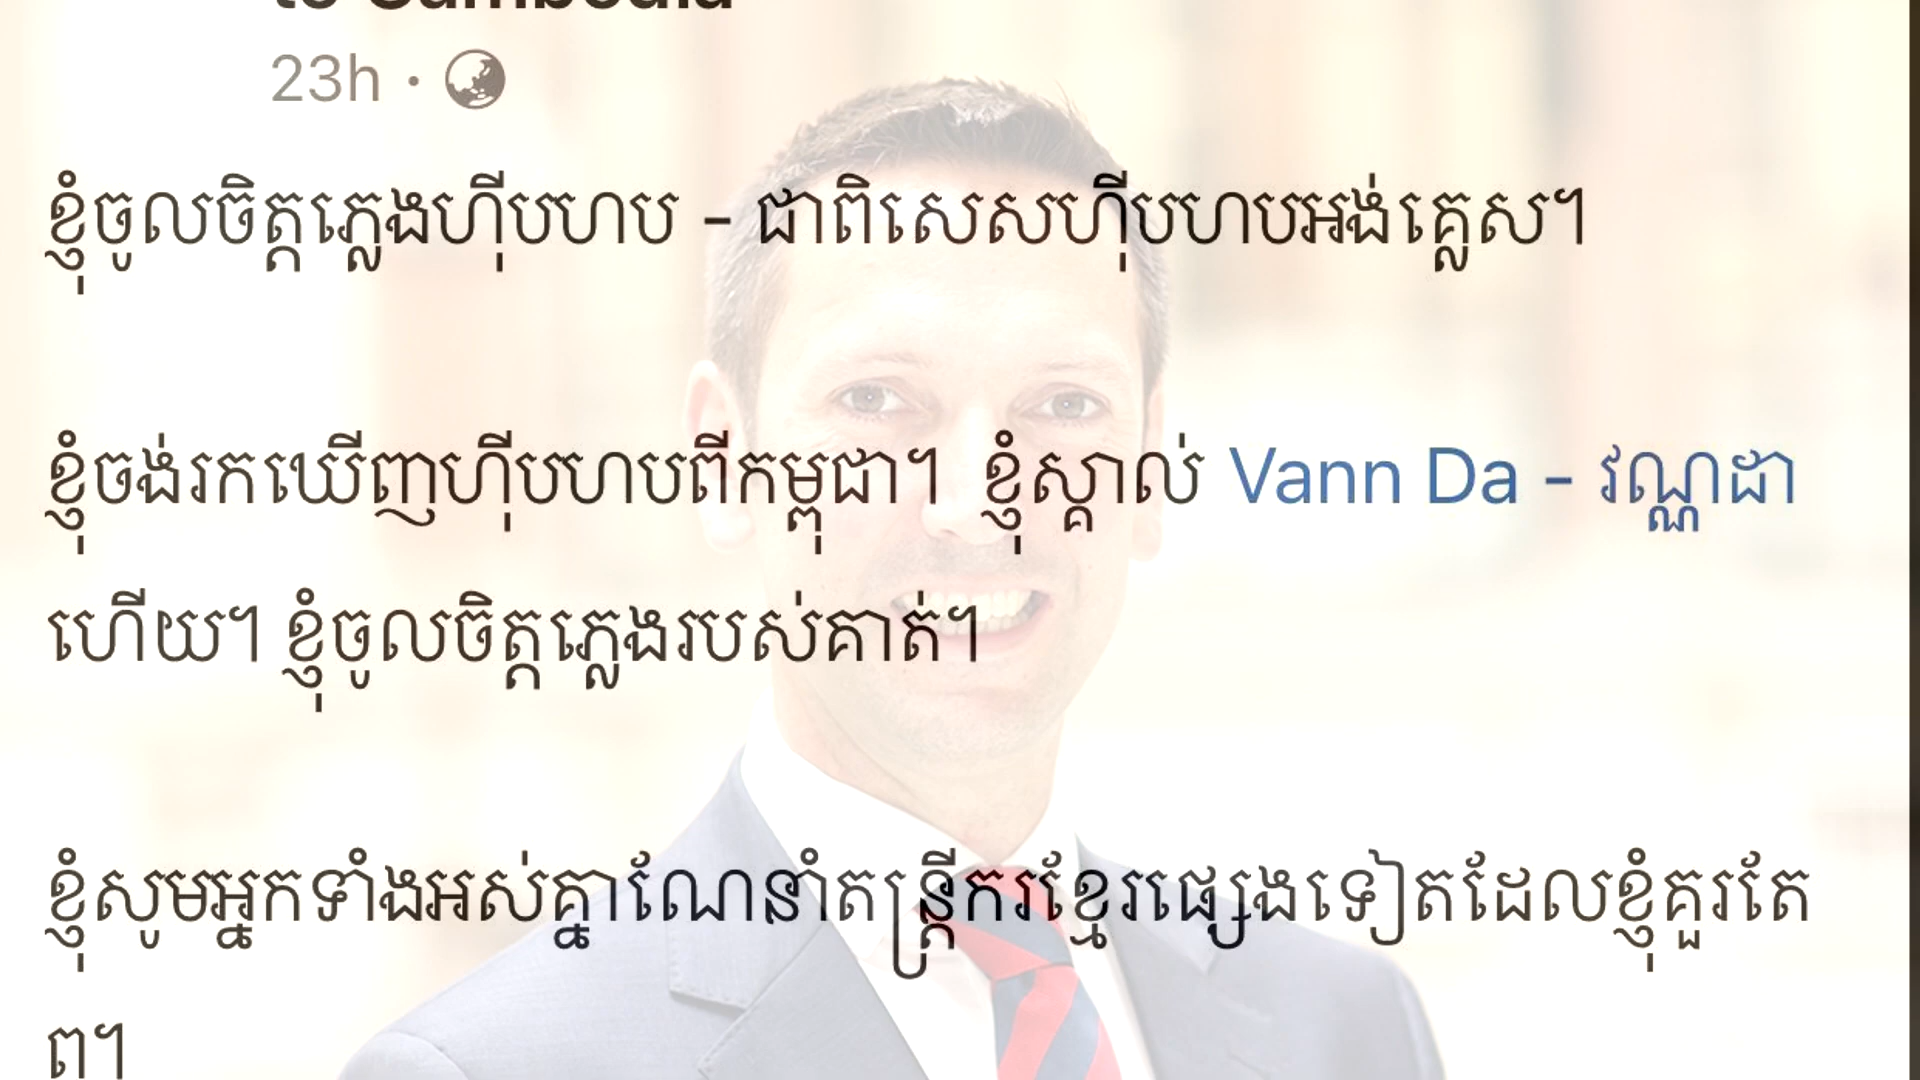 to Cambodia
23h ·
ខ្ញុំចូលចិត្តភ្លេងហ៊ីបហប - ជាពិសេសហ៊ីបហបអង់គ្លេស។
ខ្ញុំចង់រកឃើញហ៊ីបហបពីកម្ពុជា។ ខ្ញុំស្គាល់ Vann Da - វណ្ណដា
ហើយ។ ខ្ញុំចូលចិត្តភ្លេងរបស់គាត់។
ខ្ញុំសូមអ្នកទាំងអស់គ្នាណែនាំតន្ត្រីករខ្មែរផ្សេងទៀតដែលខ្ញុំគួរតែ
ព។